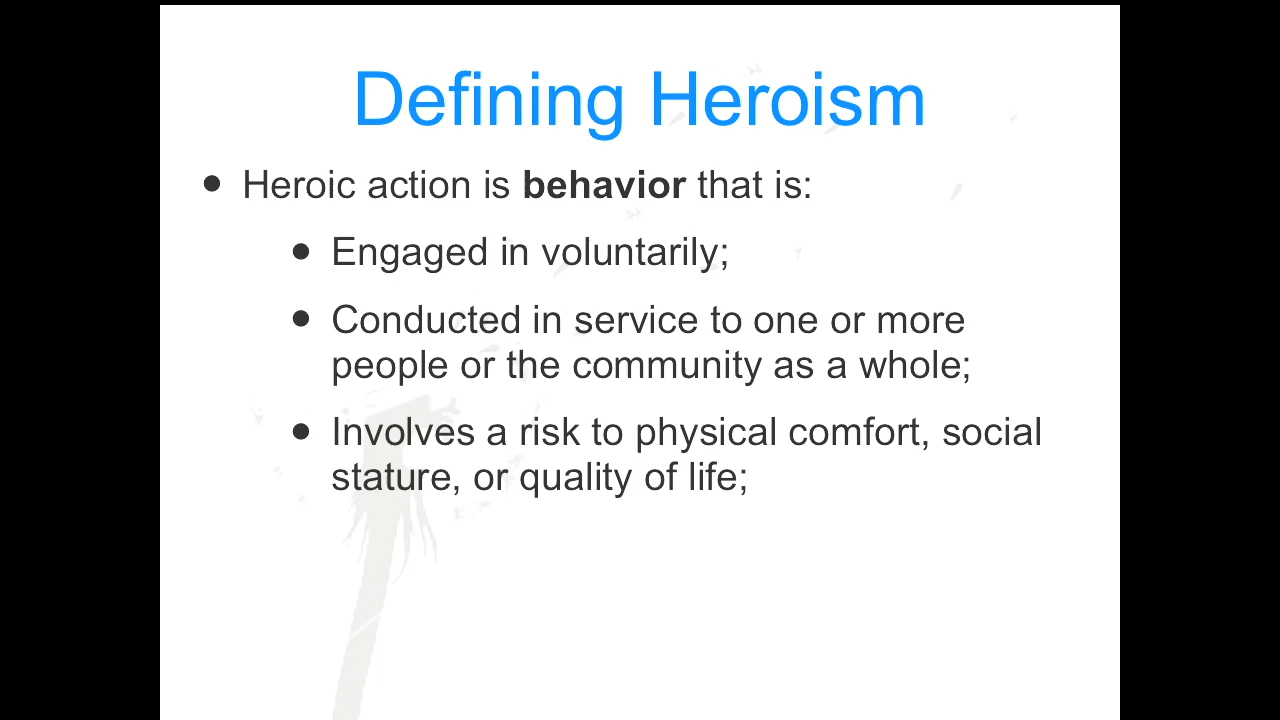 Defining Heroism
• Heroic action is behavior that is:
• Engaged in voluntarily;
• Conducted in service to one or more
people or the community as a whole;
• Involves a risk to physical comfort, social
stature, or quality of life;